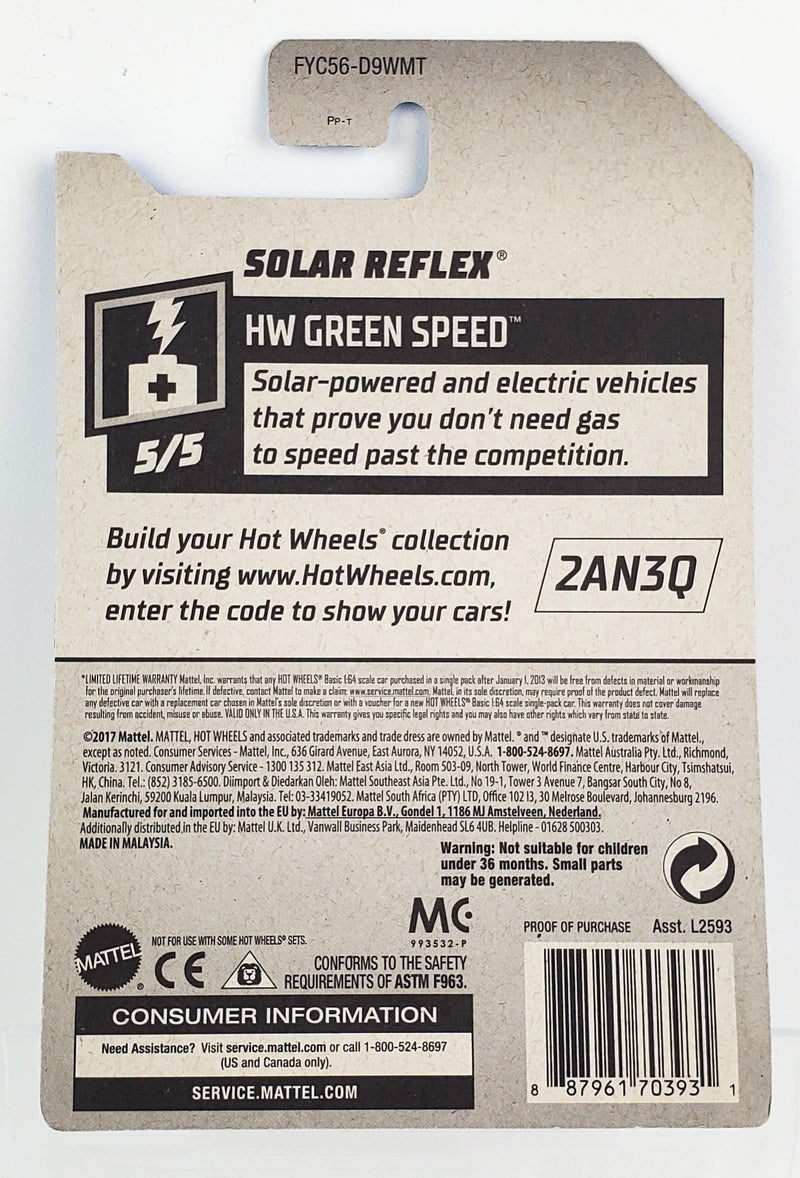 FYC56-D9WMT
PP-T
SOLAR REFLEX®
HW GREEN SPEED™
Solar-powered and electric vehicles
that prove you don't need gas
to speed past the competition.
5/5
Build your Hot Wheels® collection
by visiting www.HotWheels.com,
enter the code to show your cars!
2AN3Q
*LIMITED LIFETIME WARRANTY Mattel, Inc. warrants that any HOT WHEELS® Basic 1:64 scale car purchased in a single pack after January 1, 2013 will be free from defects in material or workmanship
for the original purchaser's lifetime. If defective, contact Mattel to make a claim: www.service.mattel.com. Mattel, in its sole discretion, may require proof of the product defect. Mattel will replace
any defective car with a replacement car chosen in Mattel's sole discretion or with a voucher for a new HOT WHEELS® Basic 1:64 scale single-pack car. This warranty does not cover damage
resulting from accident, misuse or abuse. VALID ONLY IN THE U.S.A. This warranty gives you specific legal rights and you may also have other rights which vary from state to state.
©2017 Mattel. MATTEL, HOT WHEELS and associated trademarks and trade dress are owned by Mattel. ® and ™ designate U.S. trademarks of Mattel,
except as noted. Consumer Services - Mattel, Inc., 636 Girard Avenue, East Aurora, NY 14052, U.S.A. 1-800-524-8697. Mattel Australia Pty. Ltd., Richmond,
Victoria. 3121. Consumer Advisory Service - 1300 135 312. Mattel East Asia Ltd., Room 503-09, North Tower, World Finance Centre, Harbour City, Tsimshatsui,
HK, China. Tel.: (852) 3185-6500. Diimport & Diedarkan Oleh: Mattel Southeast Asia Pte. Ltd., No 19-1, Tower 3 Avenue 7, Bangsar South City, No 8,
Jalan Kerinchi, 59200 Kuala Lumpur, Malaysia. Tel: 03-33419052. Mattel South Africa (PTY) LTD, Office 102 I3, 30 Melrose Boulevard, Johannesburg 2196.
Manufactured for and imported into the EU by: Mattel Europa B.V., Gondel 1, 1186 MJ Amstelveen, Nederland.
Additionally distributed in the EU by: Mattel U.K. Ltd., Vanwall Business Park, Maidenhead SL6 4UB. Helpline - 01628 500303.
MADE IN MALAYSIA.
Warning: Not suitable for children
under 36 months. Small parts
may be generated.
MC
993532-P
PROOF OF PURCHASE Asst. L2593
MATTEL®
NOT FOR USE WITH SOME HOT WHEELS® SETS.
CE
CONFORMS TO THE SAFETY
REQUIREMENTS OF ASTM F963.
CONSUMER INFORMATION
Need Assistance? Visit service.mattel.com or call 1-800-524-8697
(US and Canada only).
SERVICE.MATTEL.COM
8 87961 70393 1